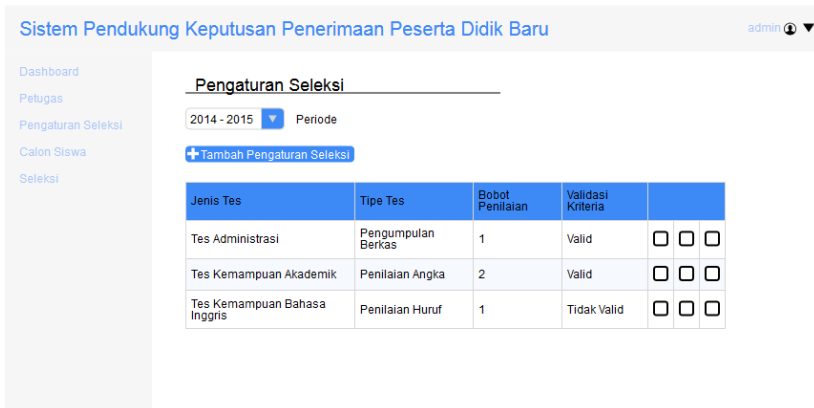 Sistem Pendukung Keputusan Penerimaan Peserta Didik Baru
admin
Dashboard
Petugas
Pengaturan Seleksi
Calon Siswa
Seleksi
Pengaturan Seleksi
2014 - 2015 Periode
Tambah Pengaturan Seleksi
Jenis Tes
Tipe Tes
Bobot
Penilaian
Validasi
Kriteria
Tes Administrasi
Pengumpulan
Berkas
1
Valid
Tes Kemampuan Akademik
Penilaian Angka
2
Valid
Tes Kemampuan Bahasa
Inggris
Penilaian Huruf
1
Tidak Valid